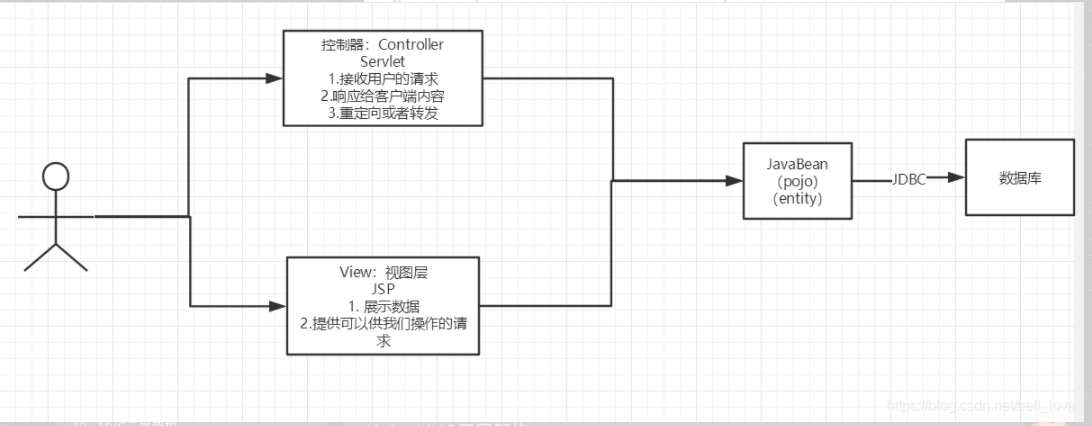 控制器：Controller
Servlet
1.接收用户的请求
2.响应给客户端内容
3.重定向或者转发
View：视图层
JSP
1. 展示数据
2.提供可以供我们操作的请
求
JavaBean
（pojo）
（entity）
JDBC
数据库
https://blog.csdn.net/beli_love